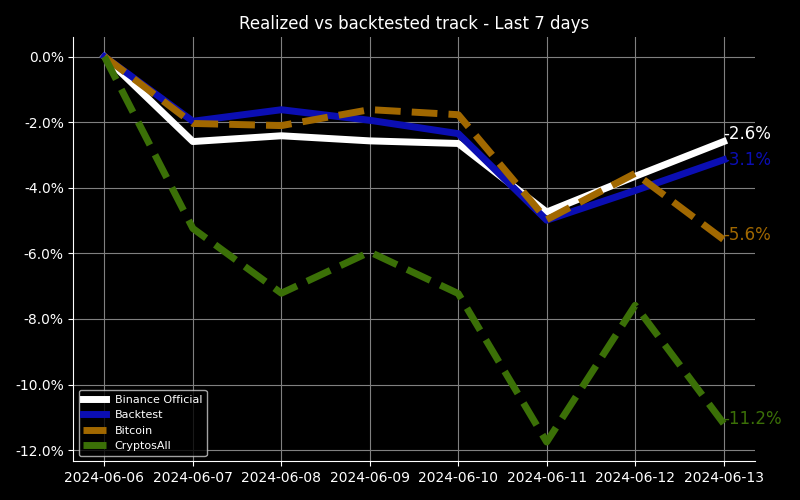 Realized vs backtested track - Last 7 days
0.0%
-2.0%
-4.0%
-6.0%
-8.0%
-10.0%
-12.0%
-2.6%
-3.1%
-5.6%
-11.2%
Binance Official
Backtest
Bitcoin
CryptosAll
2024-06-06 2024-06-07 2024-06-08 2024-06-09 2024-06-10 2024-06-11 2024-06-12 2024-06-13